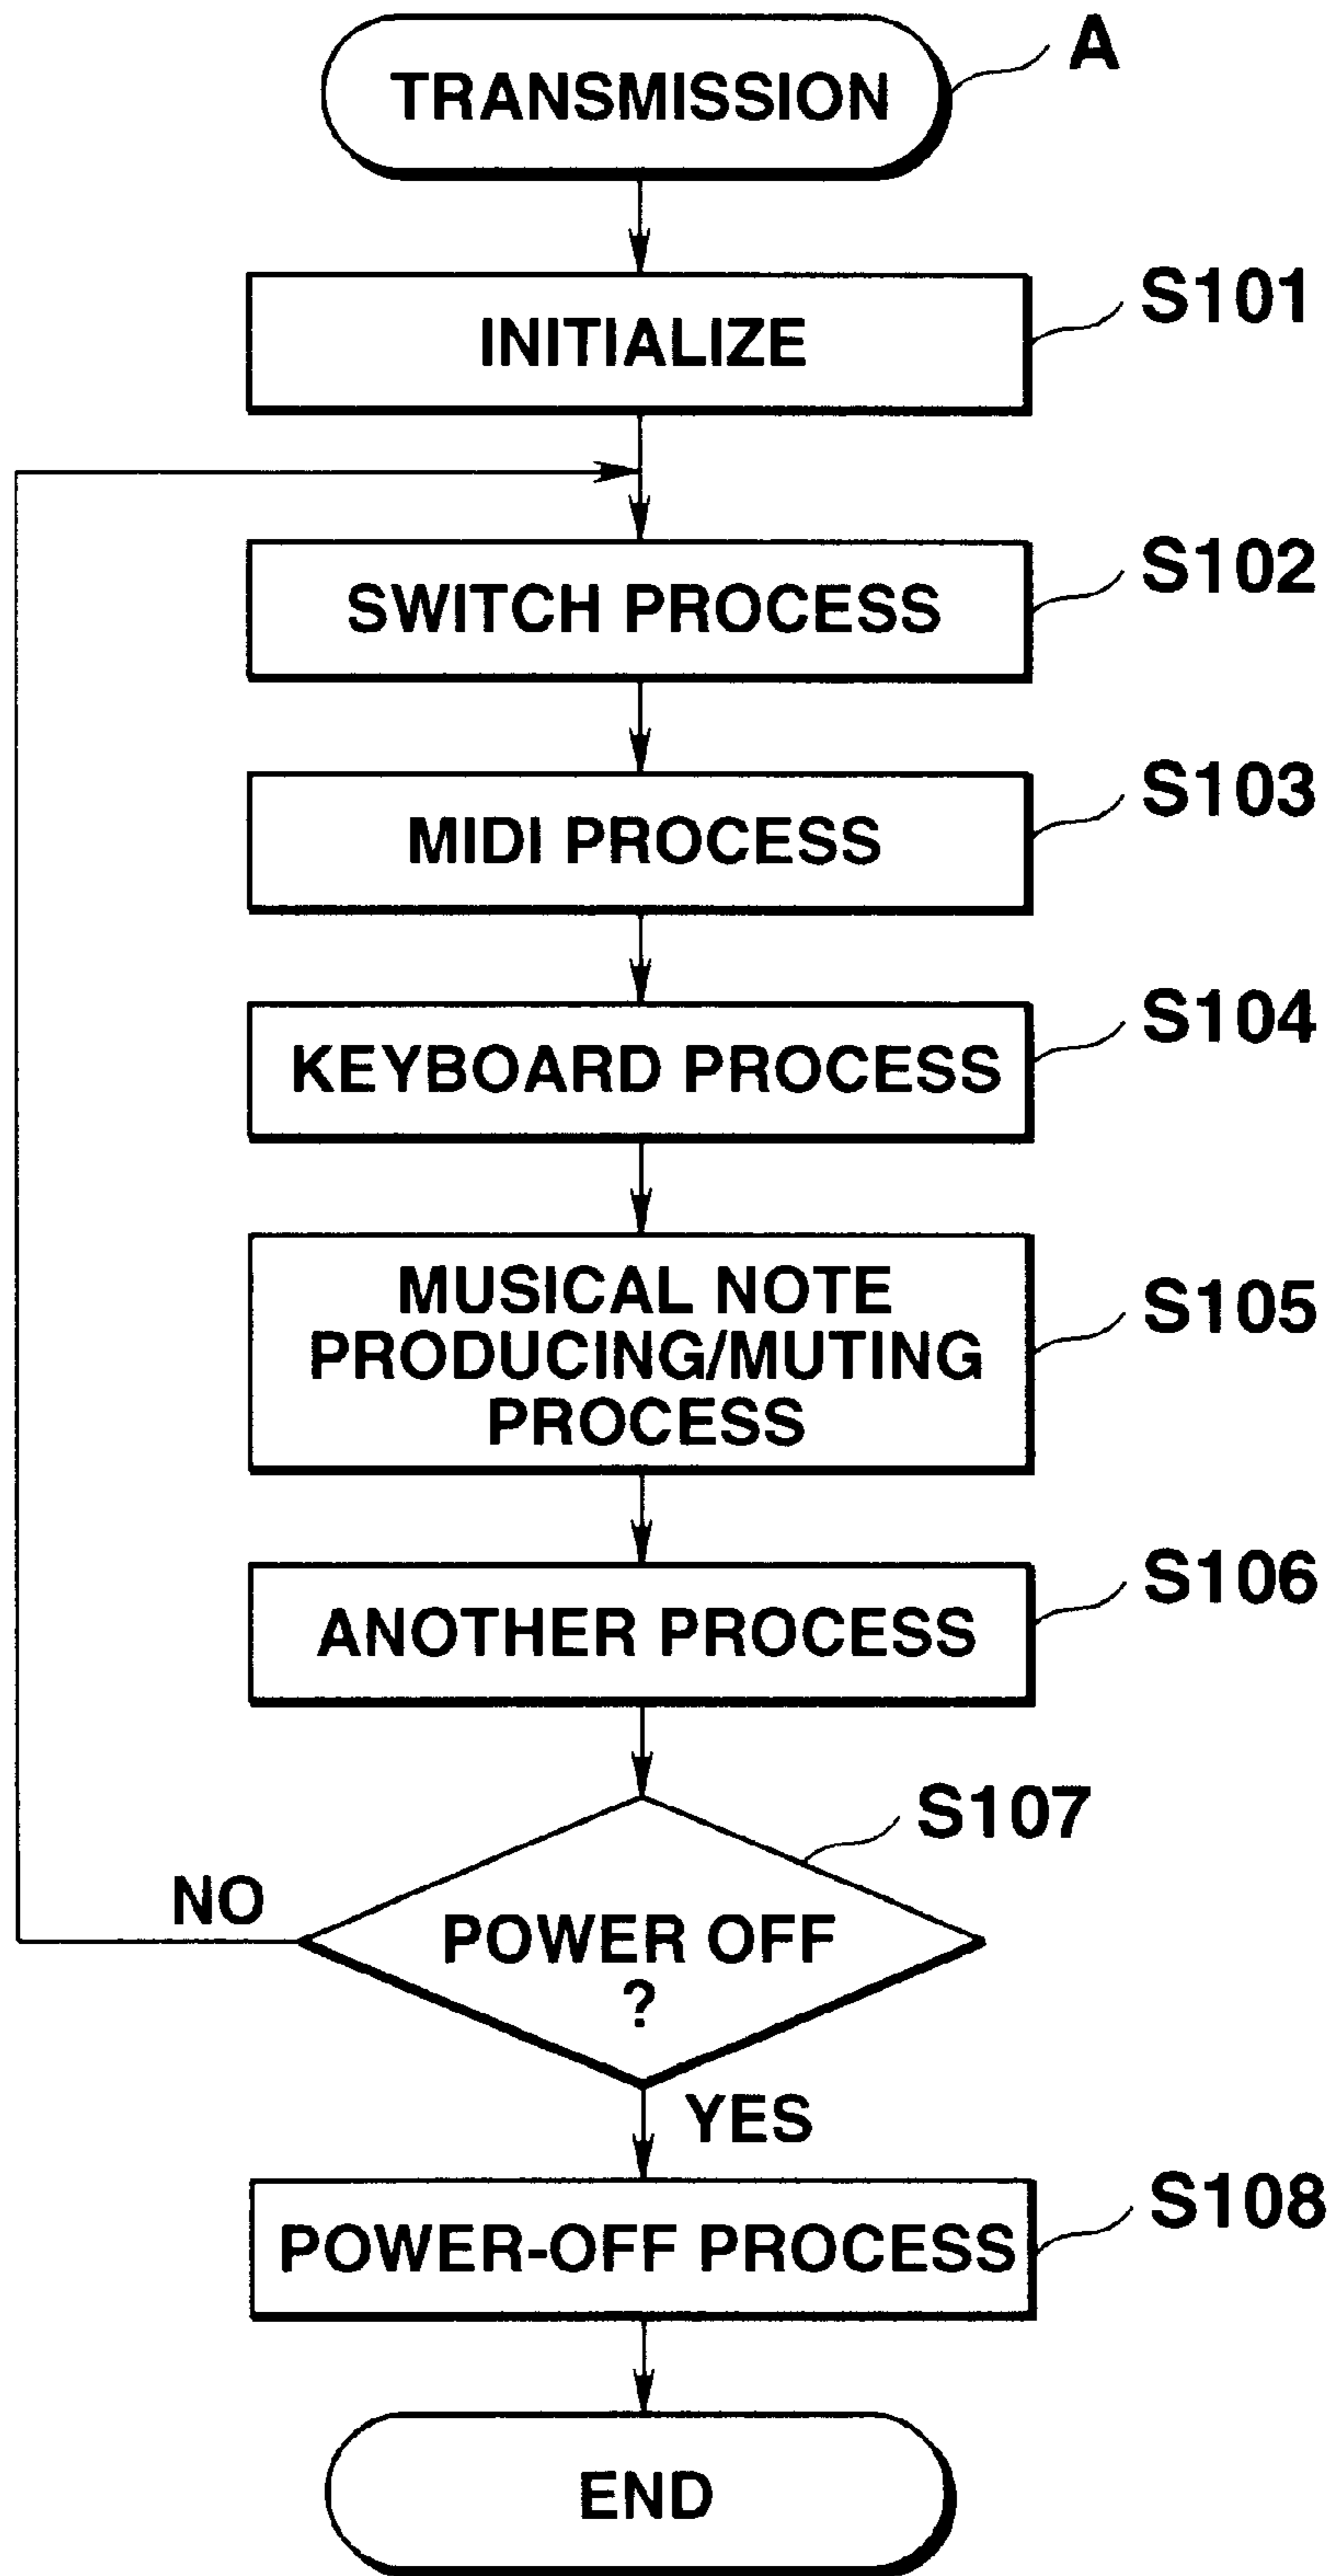 TRANSMISSION
A
INITIALIZE
S101
SWITCH PROCESS
S102
MIDI PROCESS
S103
KEYBOARD PROCESS
S104
MUSICAL NOTE
PRODUCING/MUTING
PROCESS
S105
ANOTHER PROCESS
S106
S107
NO
POWER OFF
?
YES
POWER-OFF PROCESS
S108
END